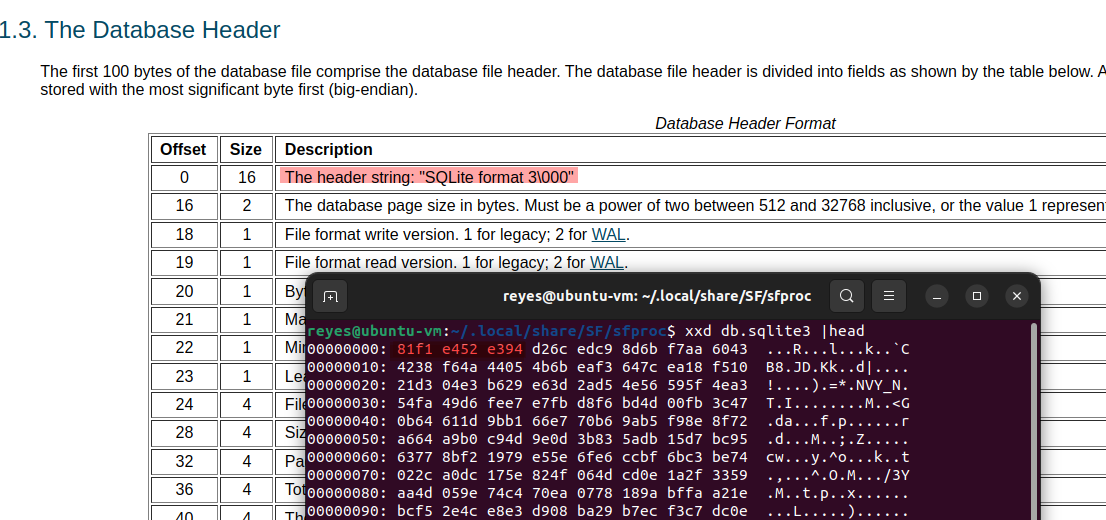 1.3. The Database Header
The first 100 bytes of the database file comprise the database file header. The database file header is divided into fields as shown by the table below. A
stored with the most significant byte first (big-endian).
Database Header Format
Offset Size Description
0 16 The header string: "SQLite format 3\000"
16 2 The database page size in bytes. Must be a power of two between 512 and 32768 inclusive, or the value 1 represen
18 1 File format write version. 1 for legacy; 2 for WAL.
19 1 File format read version. 1 for legacy; 2 for WAL.
20 1 By
21 1 Ma
22 1 Mi
23 1 Lea
24 4 File
28 4 Siz
32 4 Pa
36 4 Tot
40 4 Th
reyes@ubuntu-vm: ~/.local/share/SF/sfproc
reyes@ubuntu-vm:~/.local/share/SF/sfproc$ xxd db.sqlite3 |head
00000000: 81f1 e452 e394 d26c edc9 8d6b f7aa 6043 ...R...l...k..`C
00000010: 4238 f64a 4405 4b6b eaf3 647c ea18 f510 B8.JD.Kk..d|....
00000020: 21d3 04e3 b629 e63d 2ad5 4e56 595f 4ea3 !....).=*.NVY_N.
00000030: 54fa 49d6 fee7 e7fb d8f6 bd4d 00fb 3c47 T.I........M..<G
00000040: 0b64 611d 9bb1 66e7 70b6 9ab5 f98e 8f72 .da...f.p......r
00000050: a664 a9b0 c94d 9e0d 3b83 5adb 15d7 bc95 .d...M..;.Z.....
00000060: 6377 8bf2 1979 e55e 6fe6 ccbf 6bc3 be74 cw...y.^o...k..t
00000070: 022c a0dc 175e 824f 064d cd0e 1a2f 3359 .,...^.O.M.../3Y
00000080: aa4d 059e 74c4 70ea 0778 189a bffa a21e .M..t.p..x......
00000090: bcf5 2e4c e8e3 d908 ba29 b7ec f3c7 dc0e ...L.....)......